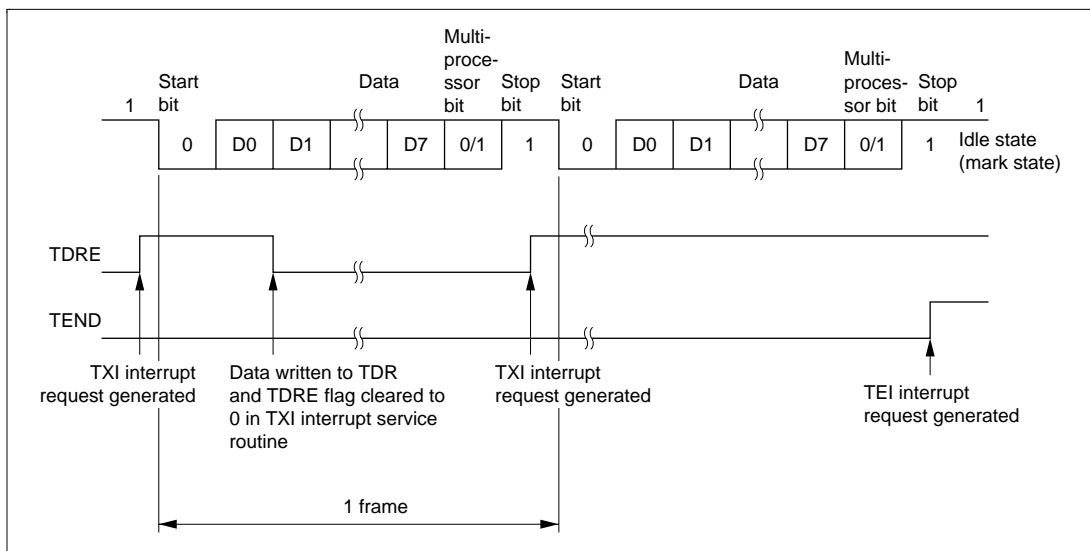 1
Start
bit
Data
Multi-
proce-
ssor
bit
Stop
bit
Start
bit
Data
Multi-
proces-
sor bit
Stop
bit
1
0
D0
D1
D7
0/1
1
0
D0
D1
D7
0/1
1
Idle state
(mark state)
TDRE
TEND
TXI interrupt
request generated
Data written to TDR
and TDRE flag cleared to
0 in TXI interrupt service
routine
TXI interrupt
request generated
TEI interrupt
request generated
1 frame